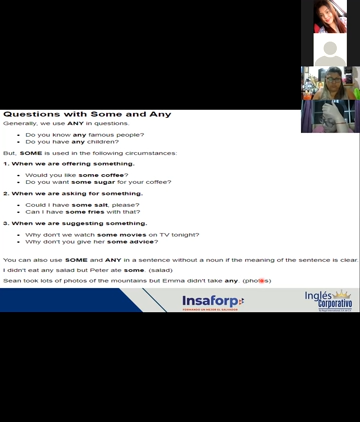 Questions with Some and Any
Generally, we use ANY in questions.
• Do you know any famous people?
• Do you have any children?
But, SOME is used in the following circumstances:
1. When we are offering something.
• Would you like some coffee?
• Do you want some sugar for your coffee?
2. When we are asking for something.
• Could I have some salt, please?
• Can I have some fries with that?
3. When we are suggesting something.
• Why don't we watch some movies on TV tonight?
• Why don't you give her some advice?
You can also use SOME and ANY in a sentence without a noun if the meaning of the sentence is clear.
I didn't eat any salad but Peter ate some. (salad)
Sean took lots of photos of the mountains but Emma didn't take any. (photos)
Insaforp
Inglés
Corporativo